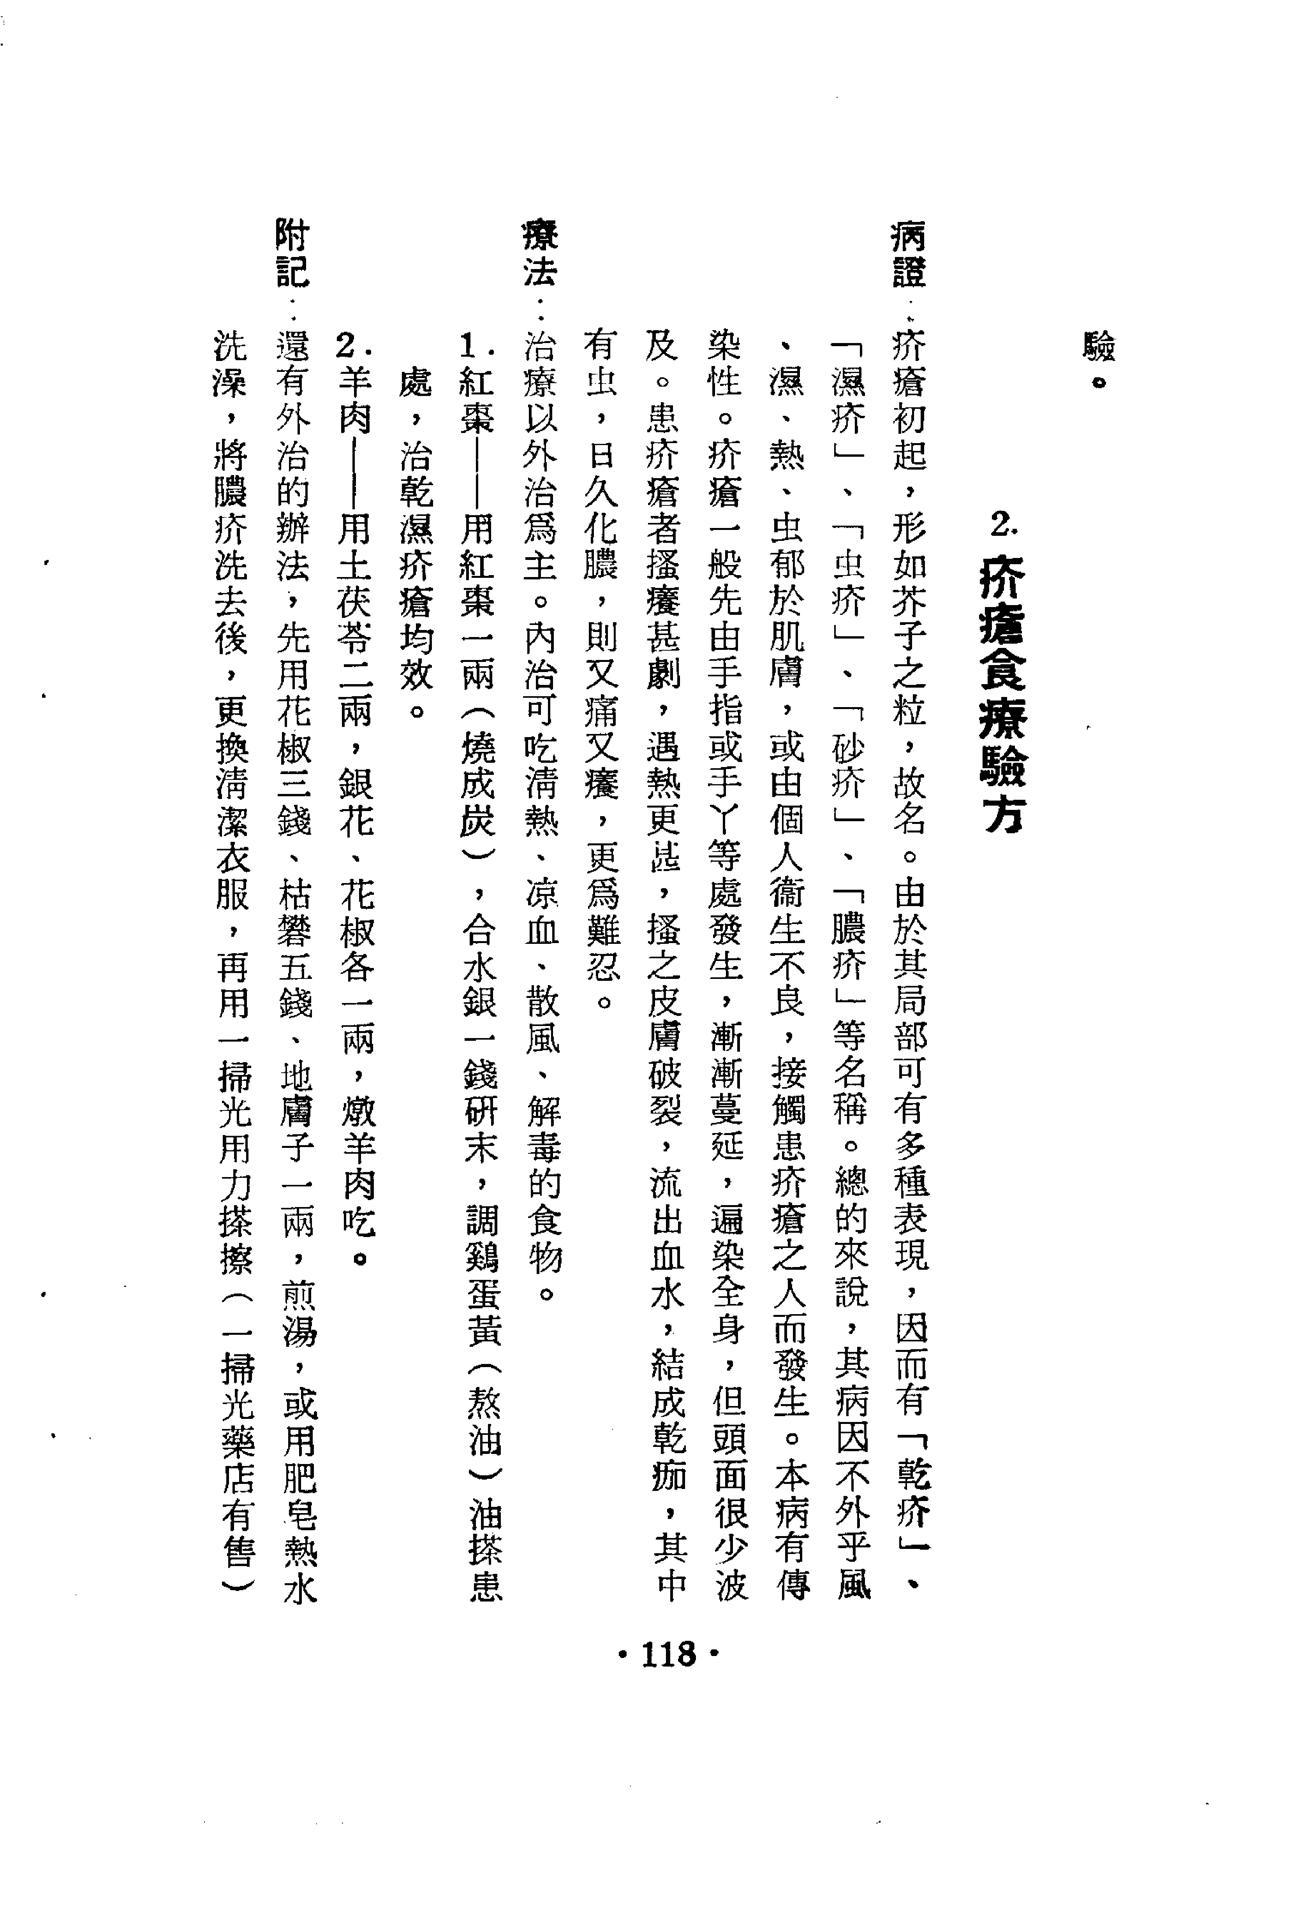 驗。
2.疥瘡食療驗方
病證：疥瘡初起，形如芥子之粒，故名。由於其局部可有多種表現，因而有「乾疥」、
「濕疥」、「虫疥」、「砂疥」、「膿疥」等名稱。總的來說，其病因不外乎風
、濕、熱、虫郁於肌膚，或由個人衞生不良，接觸患疥瘡之人而發生。本病有傳
染性。疥瘡一般先由手指或手丫等處發生，漸漸蔓延，遍染全身，但頭面很少波
及。患疥瘡者搔癢甚劇，遇熱更甚，搔之皮膚破裂，流出血水，結成乾痂，其中
有虫，日久化膿，則又痛又癢，更爲難忍。
療法：治療以外治爲主。內治可吃淸熱、凉血、散風、解毒的食物。
1.紅棗——用紅棗一兩（燒成炭），合水銀一錢研末，調鷄蛋黃（熬油）油搽患
處，治乾濕疥瘡均效。
2.羊肉——用土茯苓二兩，銀花、花椒各一兩，燉羊肉吃。
附記：還有外治的辦法，先用花椒三錢、枯礬五錢、地膚子一兩，煎湯，或用肥皂熱水
洗澡，將膿疥洗去後，更換淸潔衣服，再用一掃光用力搽擦（一掃光藥店有售）
·118·